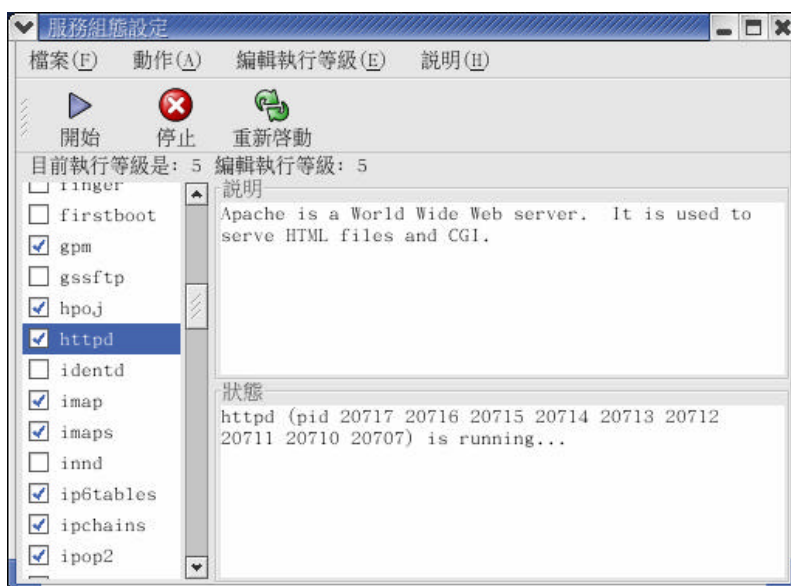 服務組態設定
檔案(F) 動作(A) 編輯執行等級(E) 説明(H)
開始 停止 重新啓動
目前執行等級是: 5 編輯執行等級: 5
finger
firstboot
gpm
gssftp
hpoj
httpd
identd
imap
imaps
innd
ip6tables
ipchains
ipop2
説明
Apache is a World Wide Web server. It is used to
serve HTML files and CGI.
狀態
httpd (pid 20717 20716 20715 20714 20713 20712
20711 20710 20707) is running...